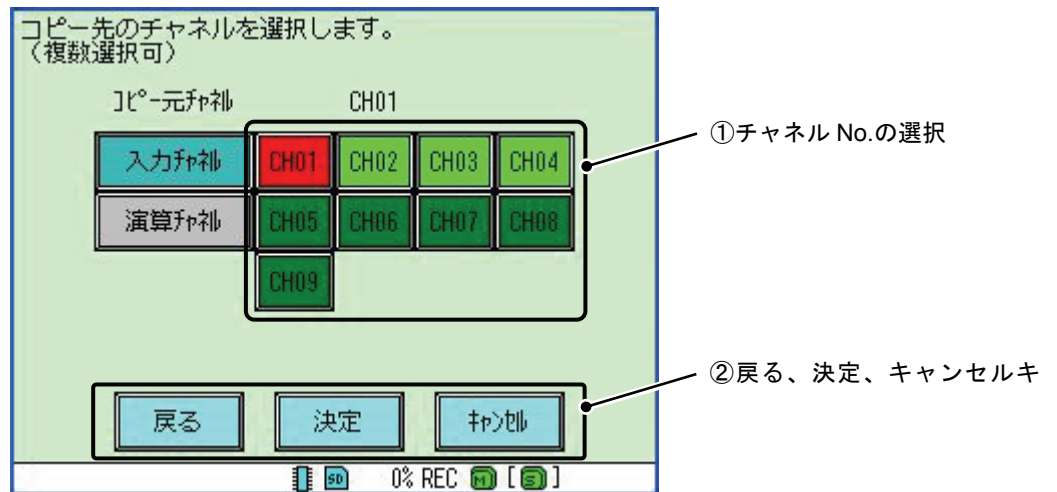 コピー先のチャネルを選択します。
（複数選択可）
ｺﾋﾟｰ元ﾁｬﾈﾙ CH01
入力ﾁｬﾈﾙ CH01 CH02 CH03 CH04
演算ﾁｬﾈﾙ CH05 CH06 CH07 CH08
CH09
①チャネル No.の選択
戻る 決定 ｷｬﾝｾﾙ
②戻る、決定、キャンセルキ
SD 0% REC M [S]